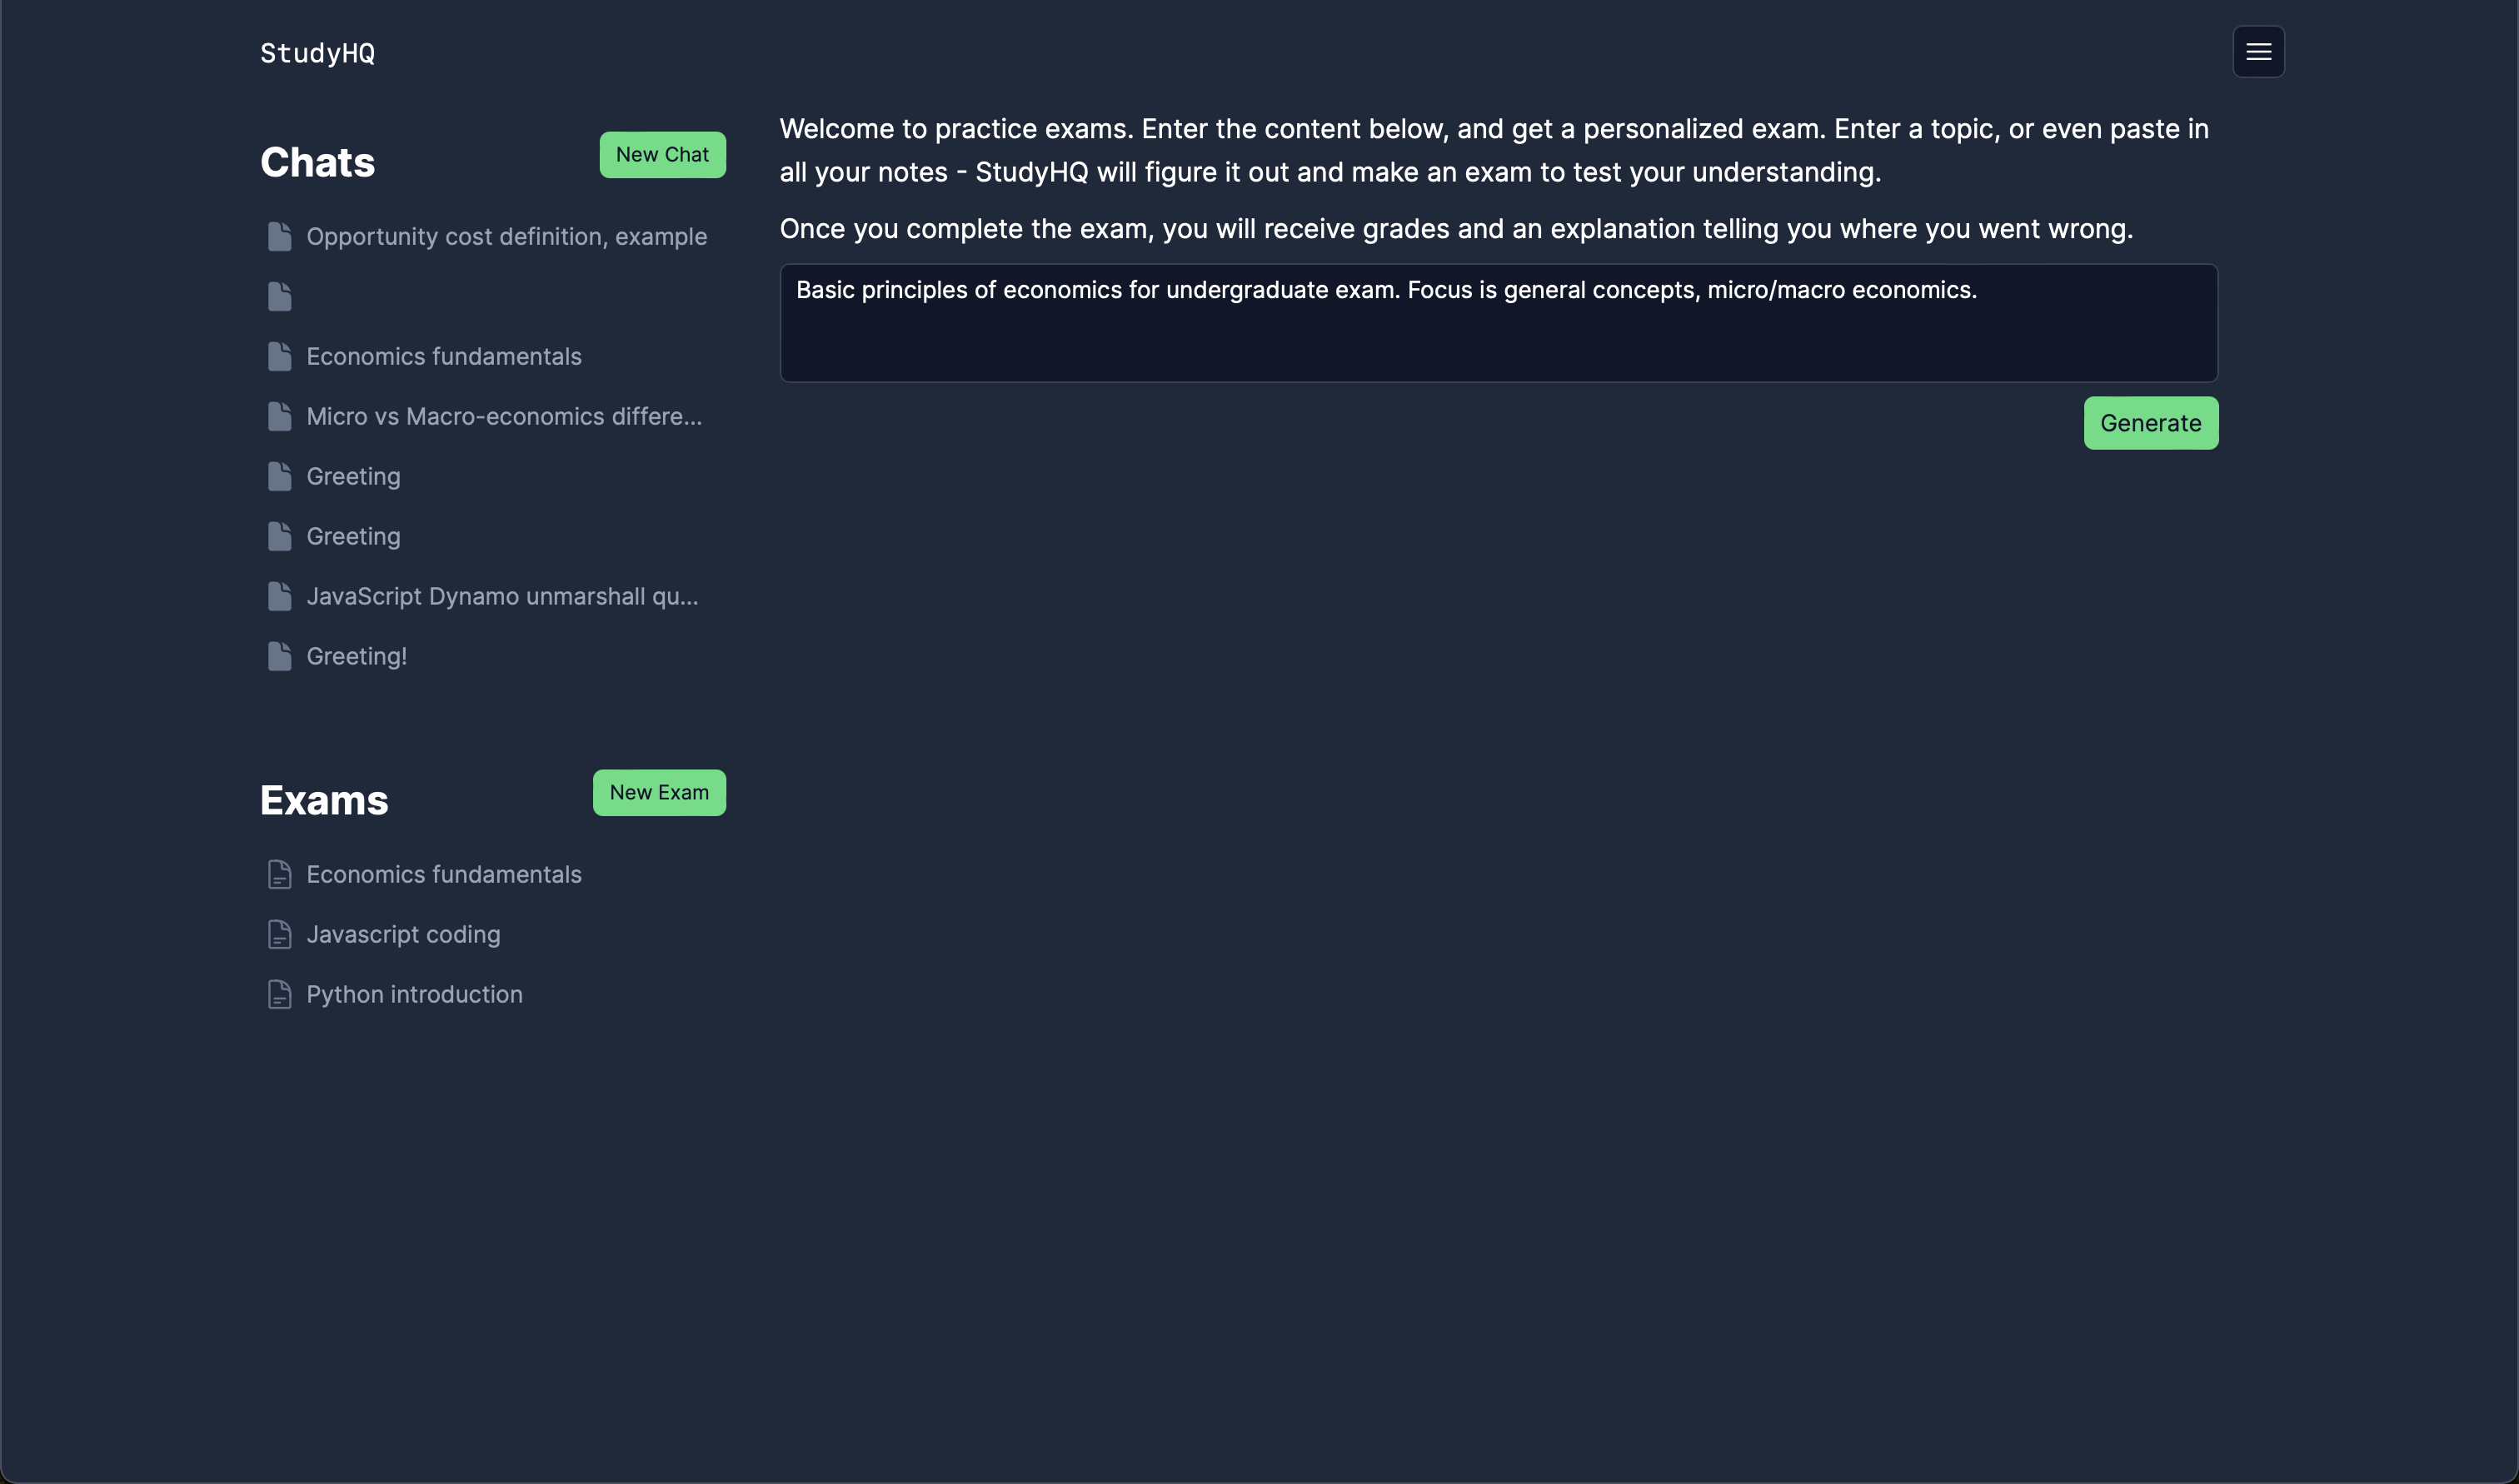 StudyHQ
Chats
New Chat
Opportunity cost definition, example
Economics fundamentals
Micro vs Macro-economics differe...
Greeting
Greeting
JavaScript Dynamo unmarshall qu...
Greeting!
Exams
New Exam
Economics fundamentals
Javascript coding
Python introduction
Welcome to practice exams. Enter the content below, and get a personalized exam. Enter a topic, or even paste in
all your notes - StudyHQ will figure it out and make an exam to test your understanding.
Once you complete the exam, you will receive grades and an explanation telling you where you went wrong.
Basic principles of economics for undergraduate exam. Focus is general concepts, micro/macro economics.
Generate